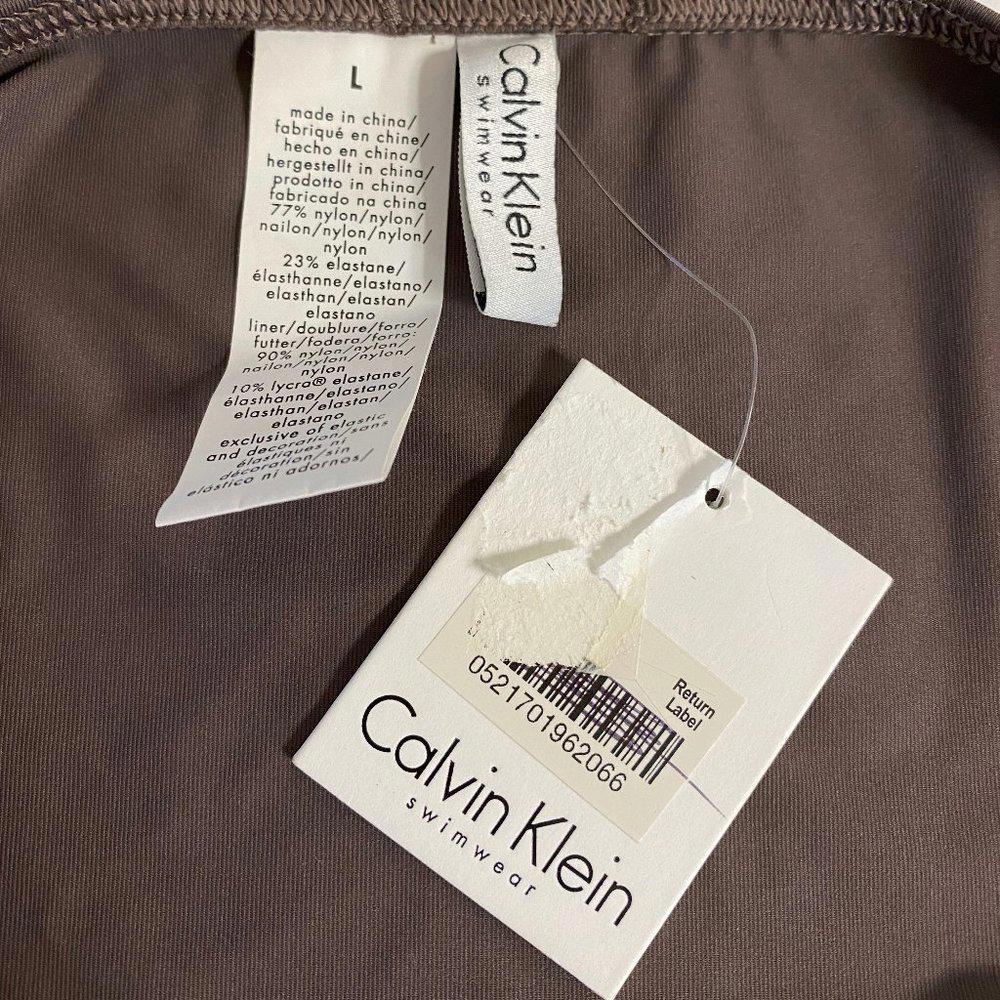 L
made in china/
fabriqué en chine/
hecho en china/
hergestellt in china/
prodotto in china/
fabricado na china
77% nylon/nylon/
nailon/nylon/nylon/
nylon
23% elastane/
élasthanne/elastano/
elasthan/elastan/
elastano
liner/doublure/forro/
futter/fodera/forro:
90% nylon/nylon/
nailon/nylon/nylon/
nylon
10% lycra® elastane/
élasthanne/elastano/
elasthan/elastan/
elastano
exclusive of elastic
and decoration/sans
élastiques ni
décoration/sin
elástico ni adornos/
Calvin Klein
swimwear
Return
Label
0521701962066
Calvin Klein
swimwear